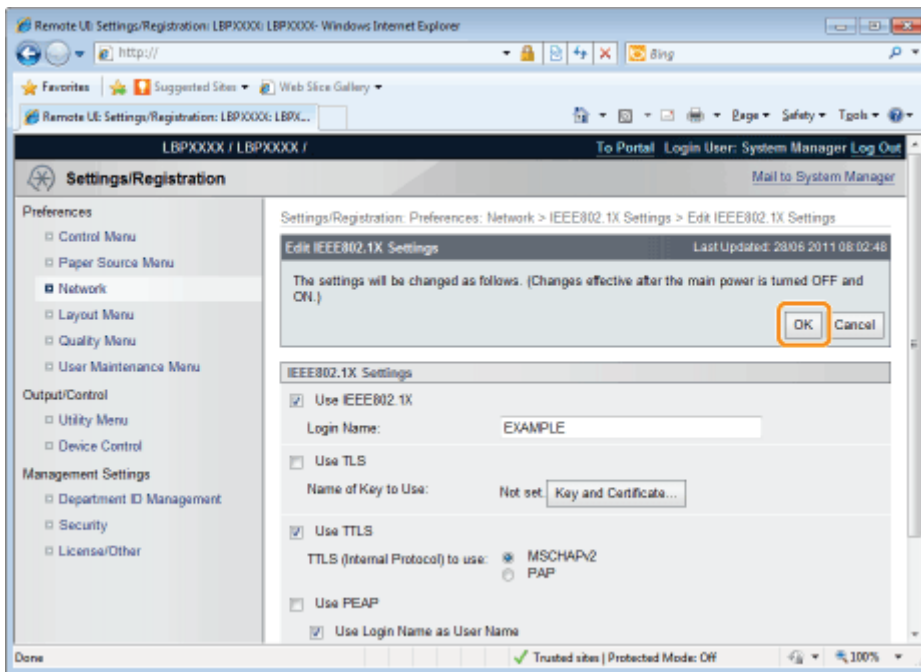 Remote UI: Settings/Registration: LBPXXXX: LBPXXXX- Windows Internet Explorer
http://
Bing
Favorites Suggested Sites Web Slice Gallery
Remote UI: Settings/Registration: LBPXXXX: LBPX... Page Safety Tools
LBPXXXX / LBPXXXX / To Portal Login User: System Manager Log Out
Settings/Registration Mail to System Manager
Preferences
Control Menu
Paper Source Menu
Network
Layout Menu
Quality Menu
User Maintenance Menu
Output/Control
Utility Menu
Device Control
Management Settings
Department ID Management
Security
License/Other
Settings/Registration: Preferences: Network > IEEE802.1X Settings > Edit IEEE802.1X Settings
Edit IEEE802.1X Settings Last Updated: 28/06 2011 08:02:48
The settings will be changed as follows. (Changes effective after the main power is turned OFF and
ON.)
OK Cancel
IEEE802.1X Settings
Use IEEE802.1X
Login Name: EXAMPLE
Use TLS
Name of Key to Use: Not set. Key and Certificate...
Use TTLS
TTLS (Internal Protocol) to use: MSCHAPv2
PAP
Use PEAP
Use Login Name as User Name
Done Trusted sites | Protected Mode: Off 100%